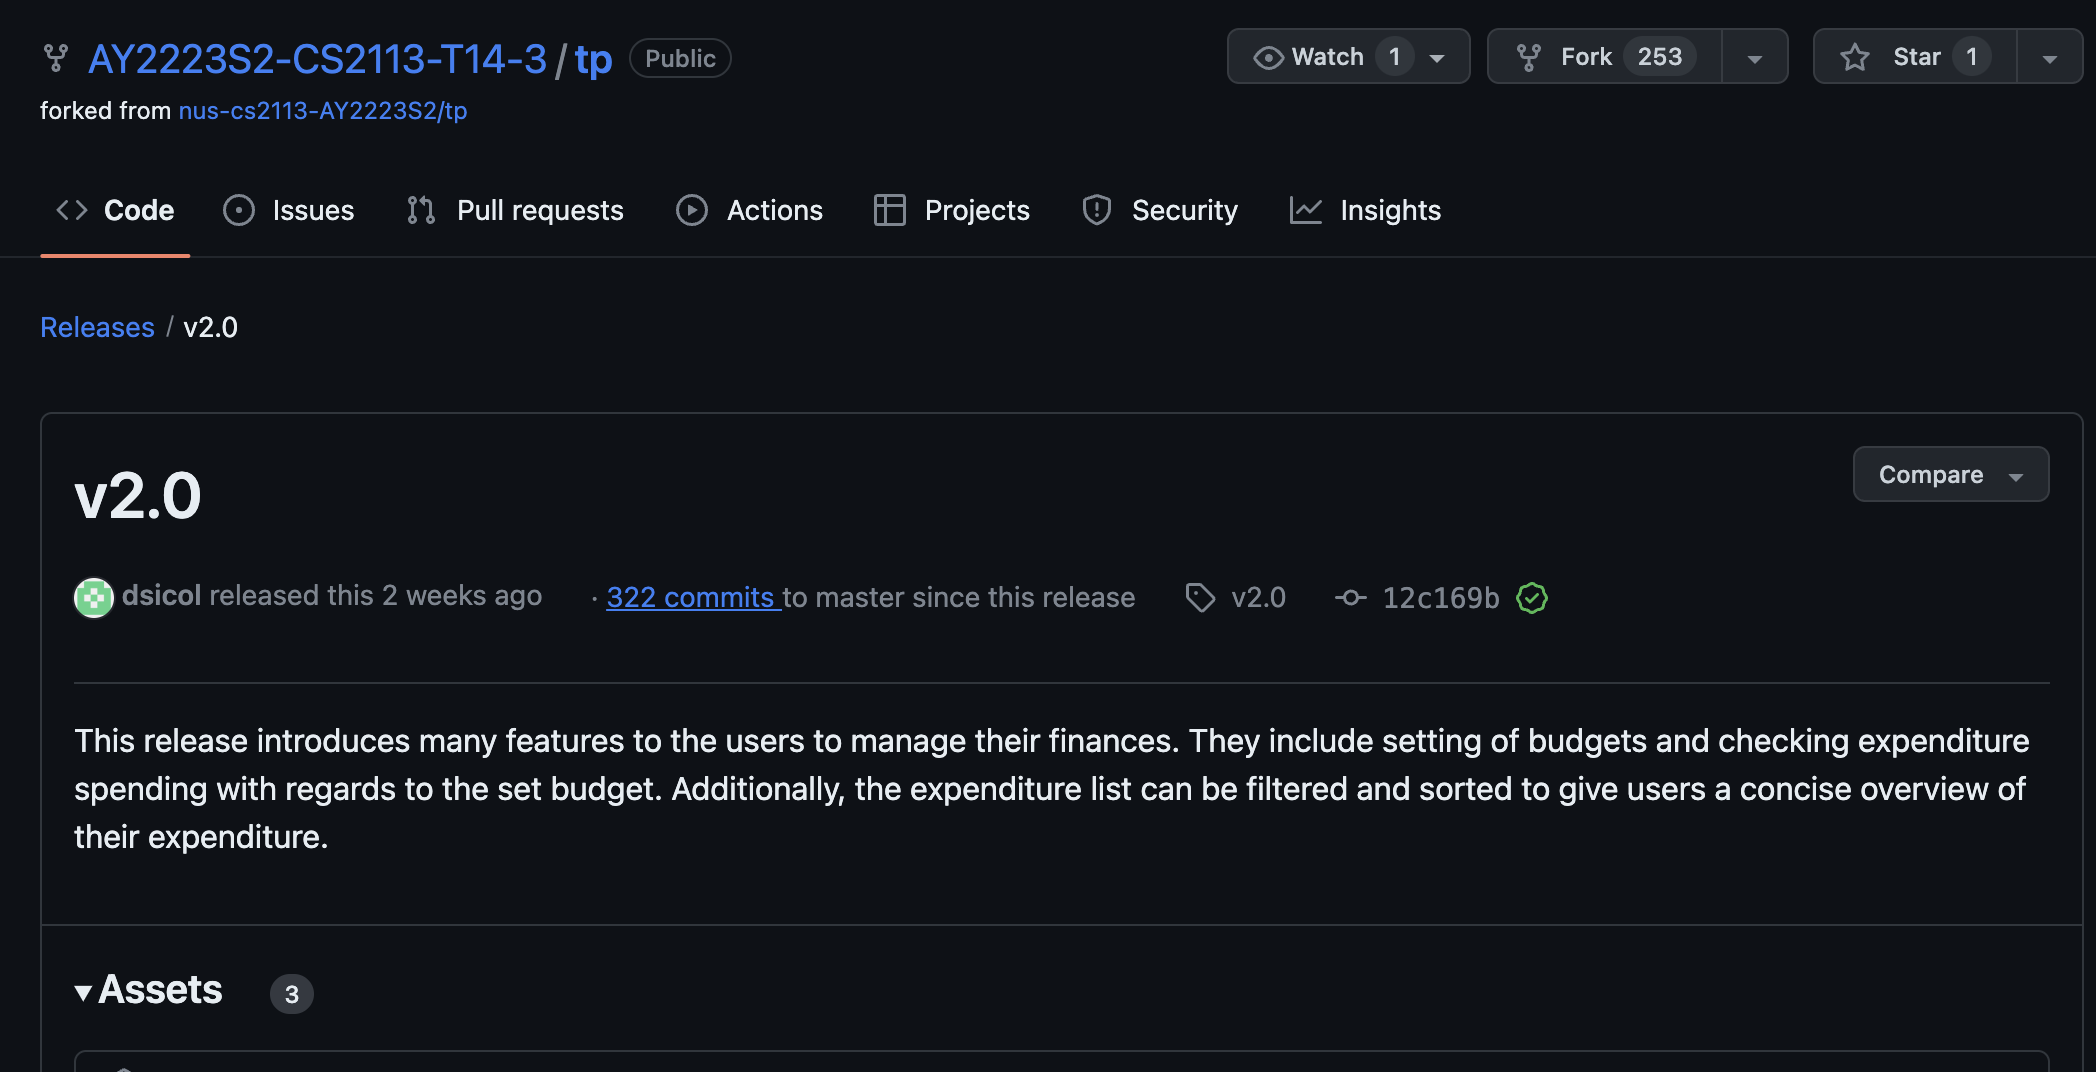 AY2223S2-CS2113-T14-3 / tp Public Watch 1 Fork 253 Star 1
forked from nus-cs2113-AY2223S2/tp
Code Issues Pull requests Actions Projects Security Insights
Releases / v2.0
v2.0 Compare
dsicol released this 2 weeks ago · 322 commits to master since this release v2.0 12c169b
This release introduces many features to the users to manage their finances. They include setting of budgets and checking expenditure
spending with regards to the set budget. Additionally, the expenditure list can be filtered and sorted to give users a concise overview of
their expenditure.
Assets 3